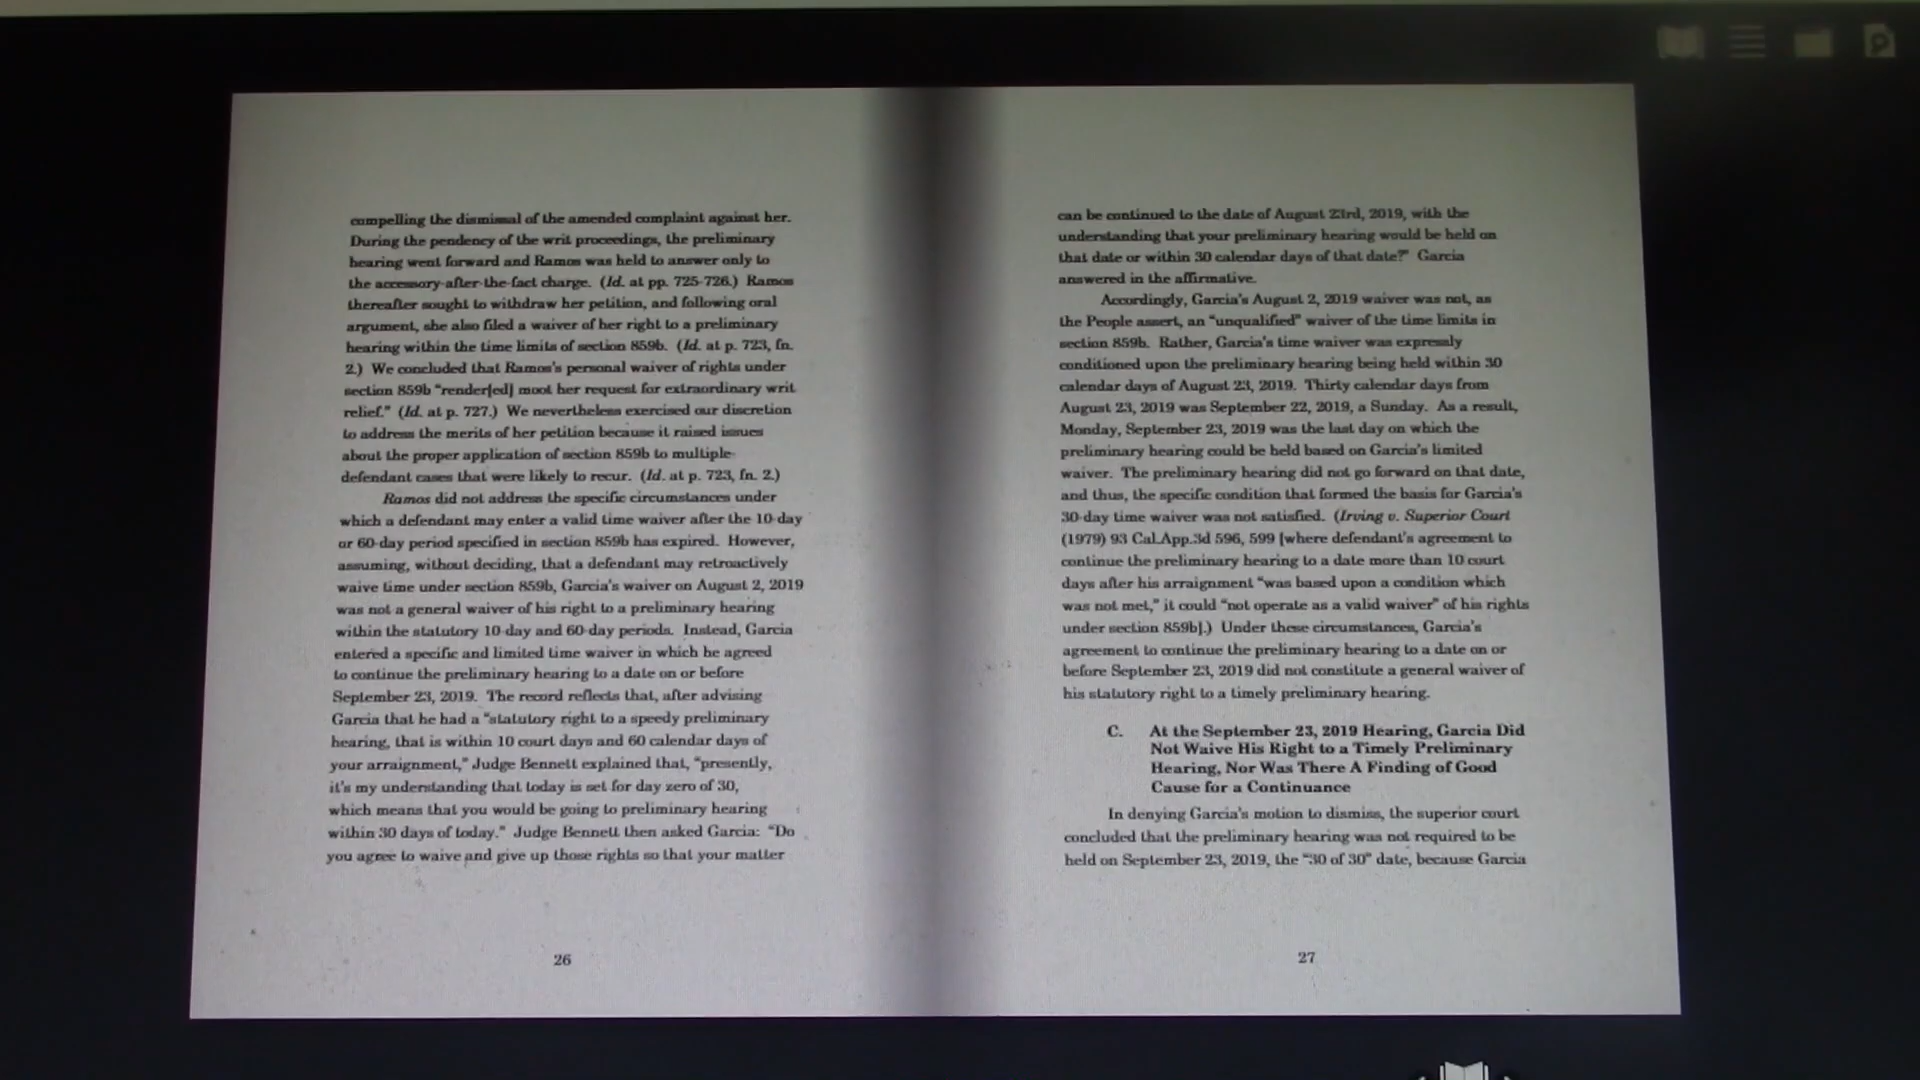 compelling the dismissal of the amended complaint against her.
During the pendency of the writ proceedings, the preliminary
hearing went forward and Ramos was held to answer only to
the accessory-after-the-fact charge. (Id. at pp. 725-726.) Ramos
thereafter sought to withdraw her petition, and following oral
argument, she also filed a waiver of her right to a preliminary
hearing within the time limits of section 859b. (Id. at p. 723, fn.
2.) We concluded that Ramos's personal waiver of rights under
section 859b "render[ed] moot her request for extraordinary writ
relief." (Id. at p. 727.) We nevertheless exercised our discretion
to address the merits of her petition because it raised issues
about the proper application of section 859b to multiple-
defendant cases that were likely to recur. (Id. at p. 723, fn. 2.)
Ramos did not address the specific circumstances under
which a defendant may enter a valid time waiver after the 10-day
or 60-day period specified in section 859b has expired. However,
assuming, without deciding, that a defendant may retroactively
waive time under section 859b, Garcia's waiver on August 2, 2019
was not a general waiver of his right to a preliminary hearing
within the statutory 10-day and 60-day periods. Instead, Garcia
entered a specific and limited time waiver in which he agreed
to continue the preliminary hearing to a date on or before
September 23, 2019. The record reflects that, after advising
Garcia that he had a "statutory right to a speedy preliminary
hearing, that is within 10 court days and 60 calendar days of
your arraignment," Judge Bennett explained that, "presently,
it's my understanding that today is set for day zero of 30,
which means that you would be going to preliminary hearing
within 30 days of today." Judge Bennett then asked Garcia: "Do
you agree to waive and give up those rights so that your matter
26
can be continued to the date of August 23rd, 2019, with the
understanding that your preliminary hearing would be held on
that date or within 30 calendar days of that date?" Garcia
answered in the affirmative.
Accordingly, Garcia's August 2, 2019 waiver was not, as
the People assert, an "unqualified" waiver of the time limits in
section 859b. Rather, Garcia's time waiver was expressly
conditioned upon the preliminary hearing being held within 30
calendar days of August 23, 2019. Thirty calendar days from
August 23, 2019 was September 22, 2019, a Sunday. As a result,
Monday, September 23, 2019 was the last day on which the
preliminary hearing could be held based on Garcia's limited
waiver. The preliminary hearing did not go forward on that date,
and thus, the specific condition that formed the basis for Garcia's
30-day time waiver was not satisfied. (Irving v. Superior Court
(1979) 93 Cal.App.3d 596, 599 [where defendant's agreement to
continue the preliminary hearing to a date more than 10 court
days after his arraignment "was based upon a condition which
was not met," it could "not operate as a valid waiver" of his rights
under section 859b].) Under these circumstances, Garcia's
agreement to continue the preliminary hearing to a date on or
before September 23, 2019 did not constitute a general waiver of
his statutory right to a timely preliminary hearing.
C. At the September 23, 2019 Hearing, Garcia Did
Not Waive His Right to a Timely Preliminary
Hearing, Nor Was There A Finding of Good
Cause for a Continuance
In denying Garcia's motion to dismiss, the superior court
concluded that the preliminary hearing was not required to be
held on September 23, 2019, the "30 of 30" date, because Garcia
27